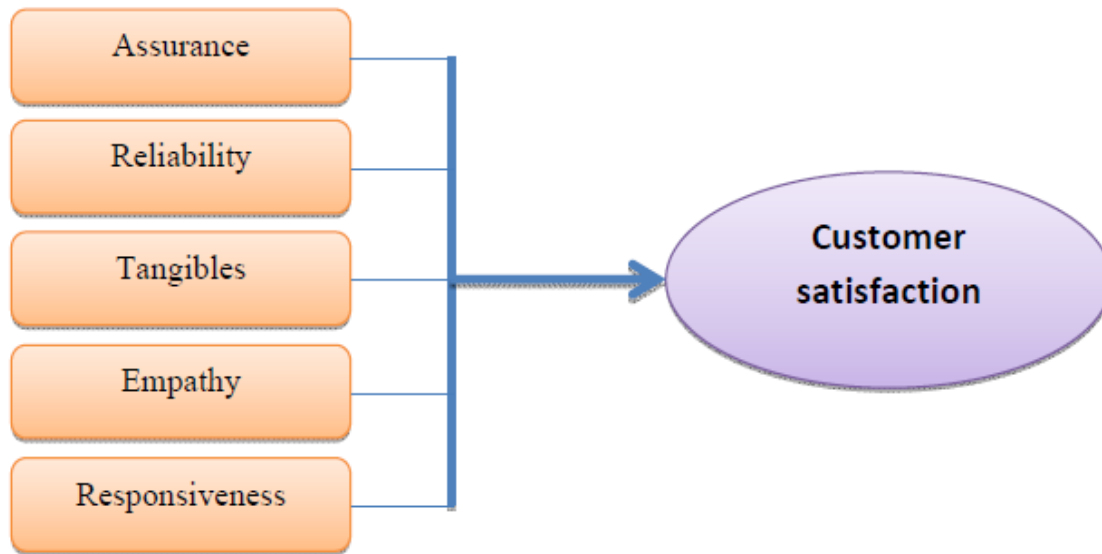 Assurance
Reliability
Tangibles
Empathy
Responsiveness
Customer
satisfaction